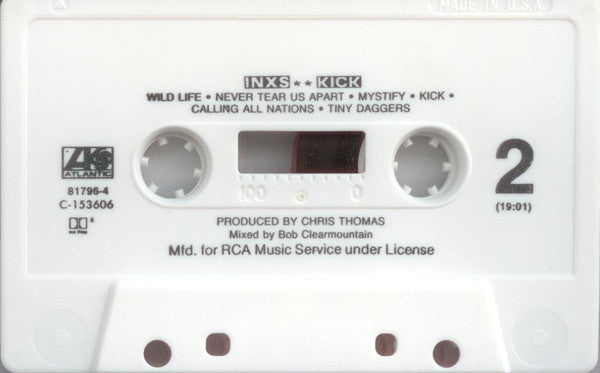 MADE IN U.S.A.
INXS ** KICK
WILD LIFE • NEVER TEAR US APART • MYSTIFY • KICK •
CALLING ALL NATIONS • TINY DAGGERS
ATLANTIC
81796-4
C-153606
HX PRO
2
(19:01)
100 0
PRODUCED BY CHRIS THOMAS
Mixed by Bob Clearmountain
Mfd. for RCA Music Service under License